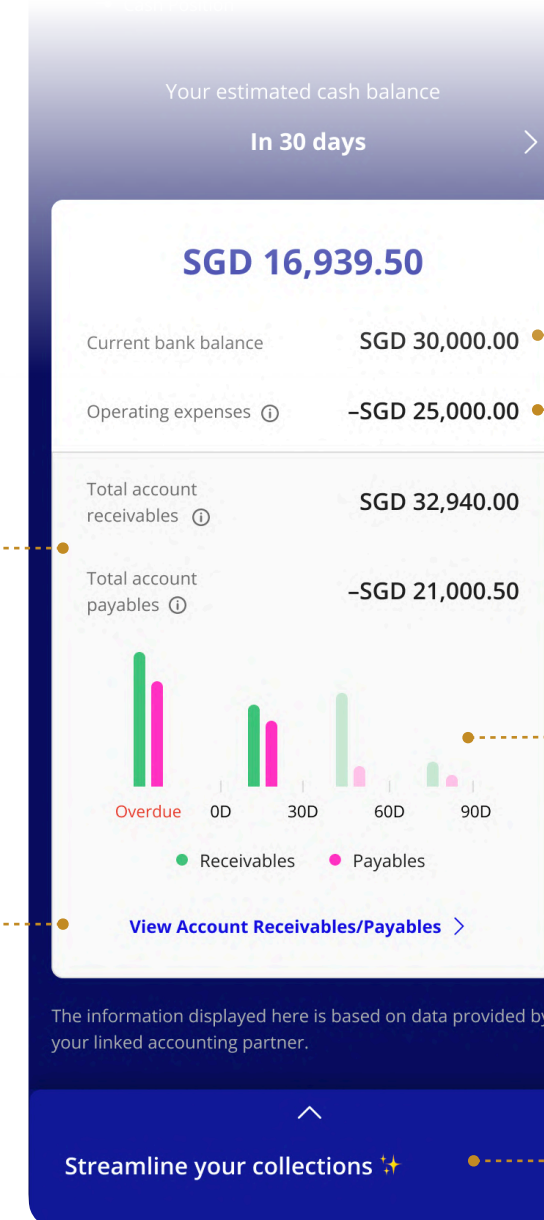 Your estimated cash balance
In 30 days
SGD 16,939.50
Current bank balance SGD 30,000.00
Operating expenses –SGD 25,000.00
Total account
receivables SGD 32,940.00
Total account
payables –SGD 21,000.50
Overdue 0D 30D 60D 90D
Receivables Payables
View Account Receivables/Payables
The information displayed here is based on data provided by
your linked accounting partner.
Streamline your collections ✨